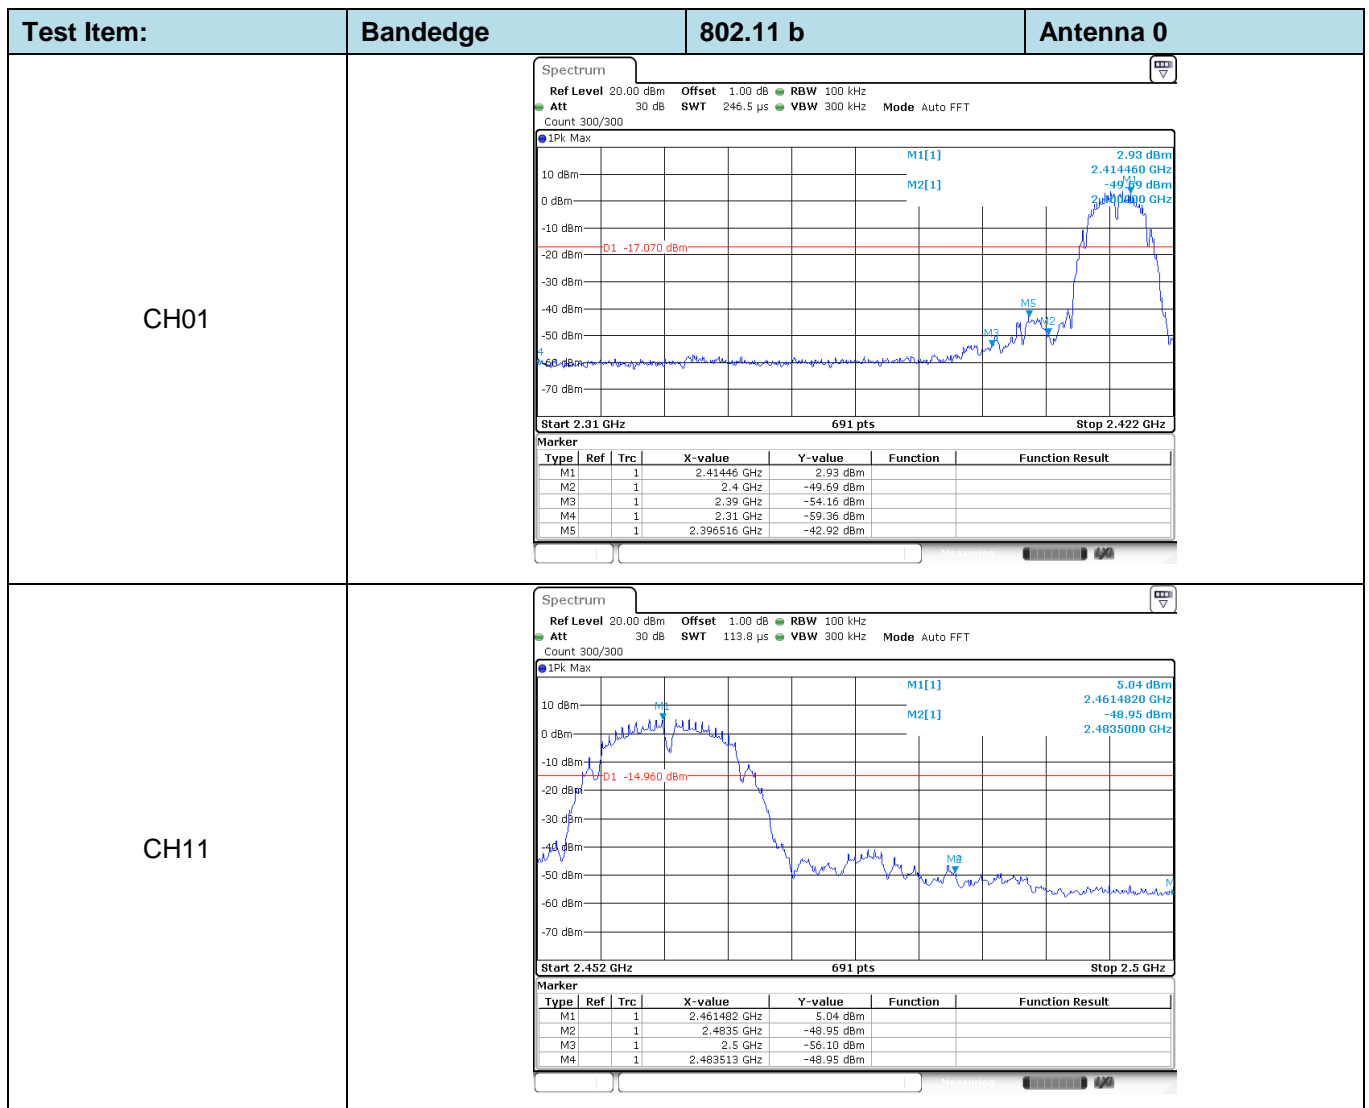 Test Item: Bandedge 802.11 b Antenna 0
CH01
Spectrum
Ref Level 20.00 dBm Offset 1.00 dB RBW 100 kHz
Att 30 dB SWT 246.5 µs VBW 300 kHz Mode Auto FFT
Count 300/300
1Pk Max
M1[1] 2.93 dBm
2.414460 GHz
M2[1] -49.69 dBm
2.400000 GHz
M1
10 dBm
0 dBm
-10 dBm
D1 -17.070 dBm
-20 dBm
-30 dBm
-40 dBm
M5
M2
-50 dBm
M3
4
-60 dBm
-70 dBm
Start 2.31 GHz 691 pts Stop 2.422 GHz
Marker
Type Ref Trc X-value Y-value Function Function Result
M1 1 2.41446 GHz 2.93 dBm
M2 1 2.4 GHz -49.69 dBm
M3 1 2.39 GHz -54.16 dBm
M4 1 2.31 GHz -59.36 dBm
M5 1 2.396516 GHz -42.92 dBm
Measuring...
CH11
Spectrum
Ref Level 20.00 dBm Offset 1.00 dB RBW 100 kHz
Att 30 dB SWT 113.8 µs VBW 300 kHz Mode Auto FFT
Count 300/300
1Pk Max
M1[1] 5.04 dBm
2.4614820 GHz
M2[1] -48.95 dBm
2.4835000 GHz
10 dBm
M1
0 dBm
-10 dBm
D1 -14.960 dBm
-20 dBm
-30 dBm
-40 dBm
-50 dBm
M
-60 dBm
-70 dBm
Start 2.452 GHz 691 pts Stop 2.5 GHz
Marker
Type Ref Trc X-value Y-value Function Function Result
M1 1 2.461482 GHz 5.04 dBm
M2 1 2.4835 GHz -48.95 dBm
M3 1 2.5 GHz -56.10 dBm
M4 1 2.483513 GHz -48.95 dBm
Measuring...